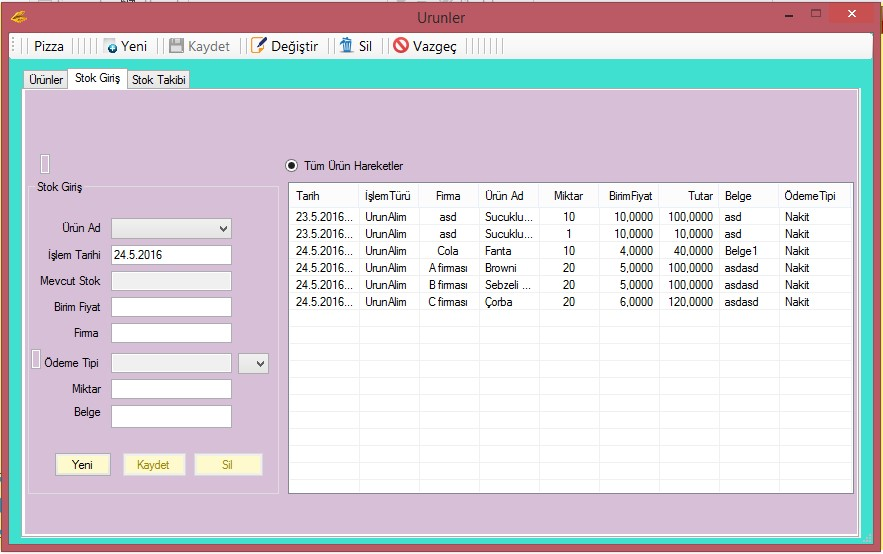 Urunler
Pizza Yeni Kaydet Değiştir Sil Vazgeç
Ürünler Stok Giriş Stok Takibi
Tüm Ürün Hareketler
Stok Giriş
Ürün Ad
İşlem Tarihi 24.5.2016
Mevcut Stok
Birim Fiyat
Firma
Ödeme Tipi
Miktar
Belge
Yeni Kaydet Sil
Tarih İşlemTürü Firma Ürün Ad Miktar BirimFiyat Tutar Belge ÖdemeTipi
23.5.2016... UrunAlim asd Sucuklu... 10 10,0000 100,0000 asd Nakit
23.5.2016... UrunAlim asd Sucuklu... 1 10,0000 10,0000 asd Nakit
24.5.2016... UrunAlim Cola Fanta 10 4,0000 40,0000 Belge1 Nakit
24.5.2016... UrunAlim A firması Browni 20 5,0000 100,0000 asdasd Nakit
24.5.2016... UrunAlim B firması Sebzeli ... 20 5,0000 100,0000 asdasd Nakit
24.5.2016... UrunAlim C firması Çorba 20 6,0000 120,0000 asdasd Nakit